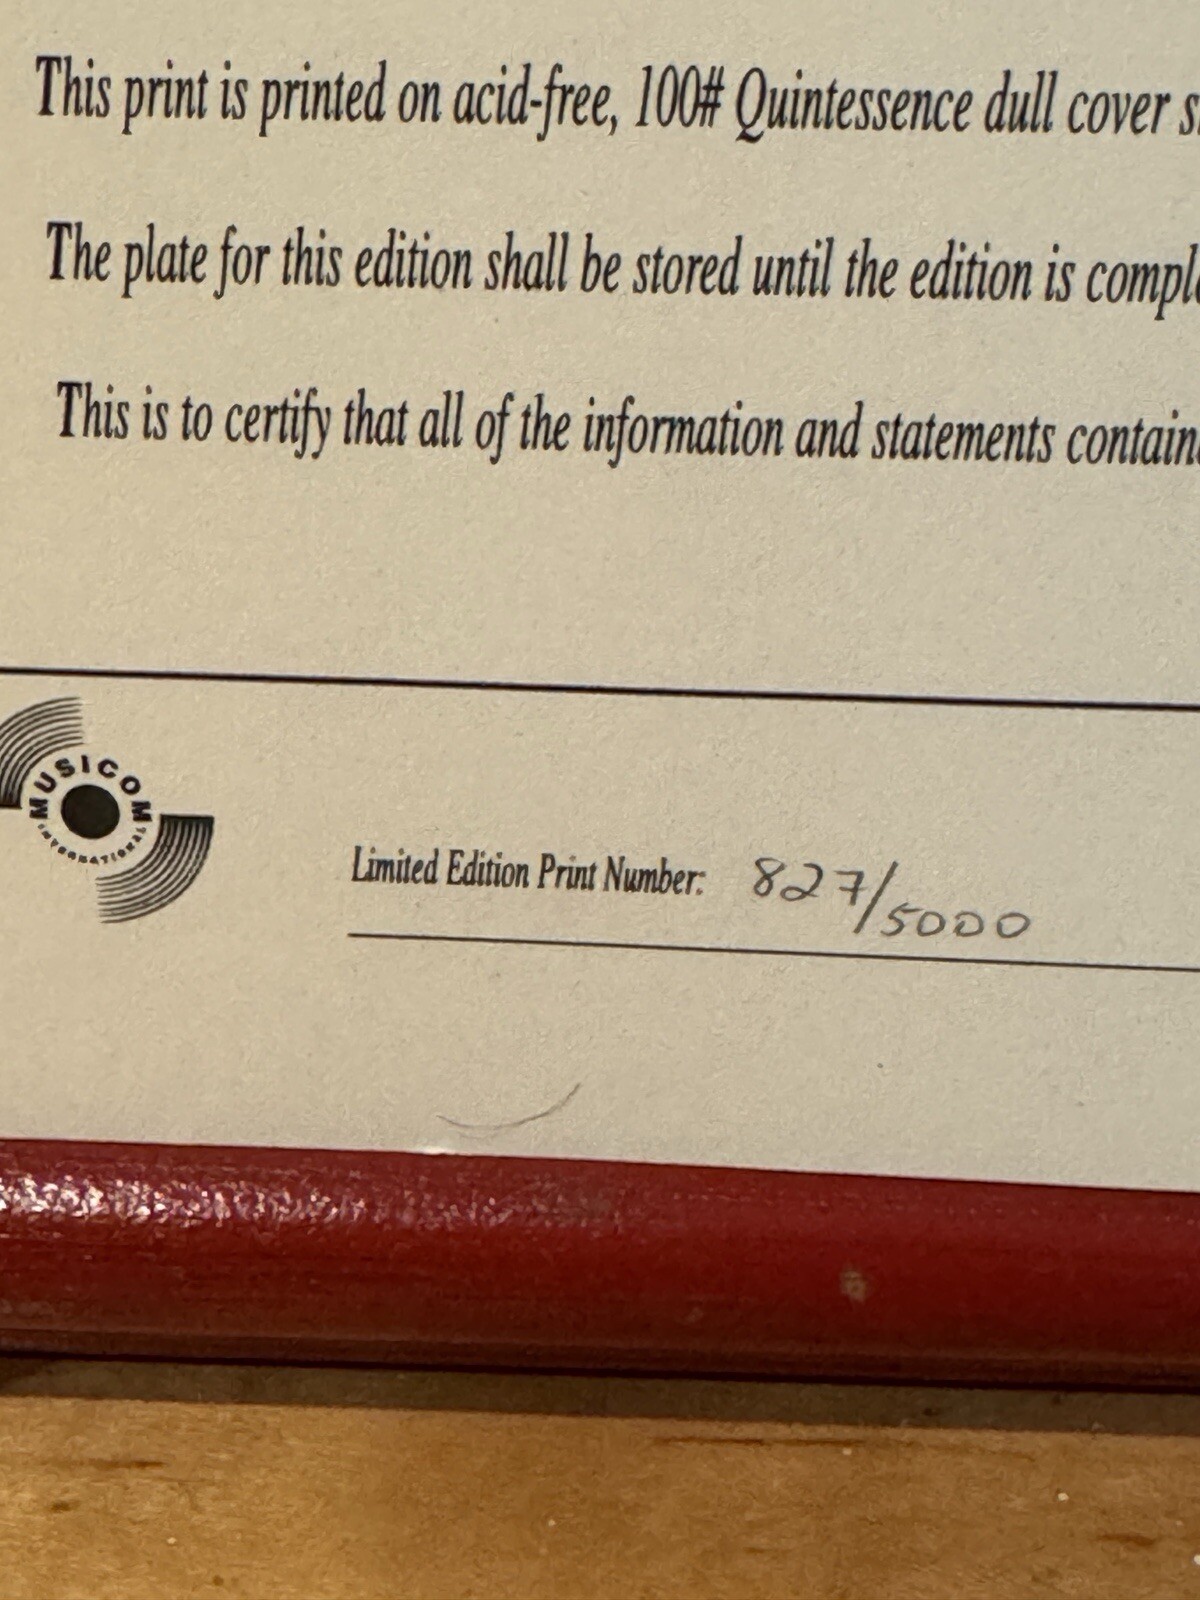 This print is printed on acid-free, 100# Quintessence dull cover
The plate for this edition shall be stored until the edition is
This is to certify that all of the information and statements
MUSICOM
INTERNATIONAL
Limited Edition Print Number: 827/5000